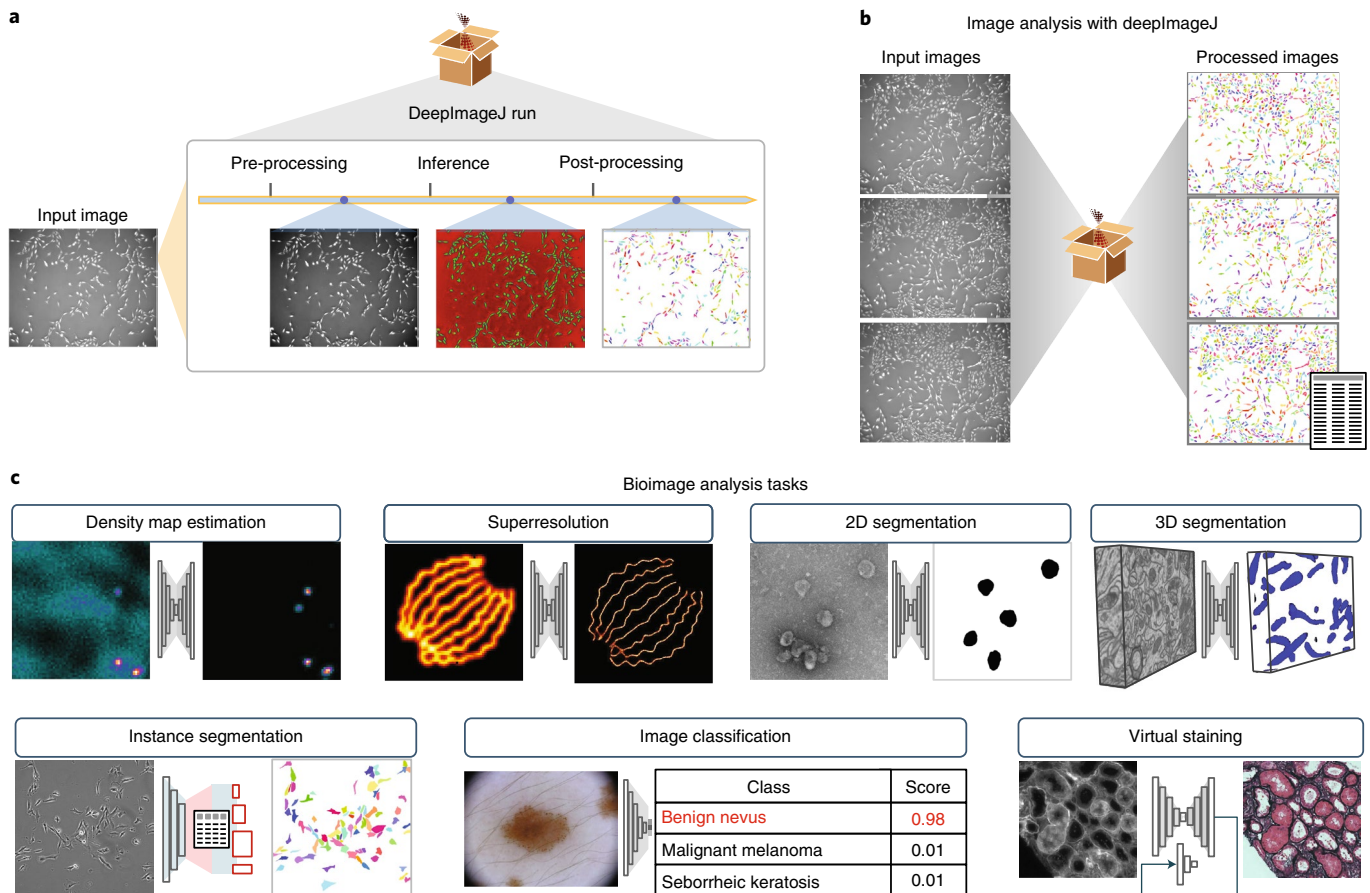 a
DeepImageJ run
Pre-processing
Inference
Post-processing
Input image
b
Image analysis with deepImageJ
Input images
Processed images
c
Bioimage analysis tasks
Density map estimation
Superresolution
2D segmentation
3D segmentation
Instance segmentation
Image classification
Class Score
Benign nevus 0.98
Malignant melanoma 0.01
Seborrheic keratosis 0.01
Virtual staining